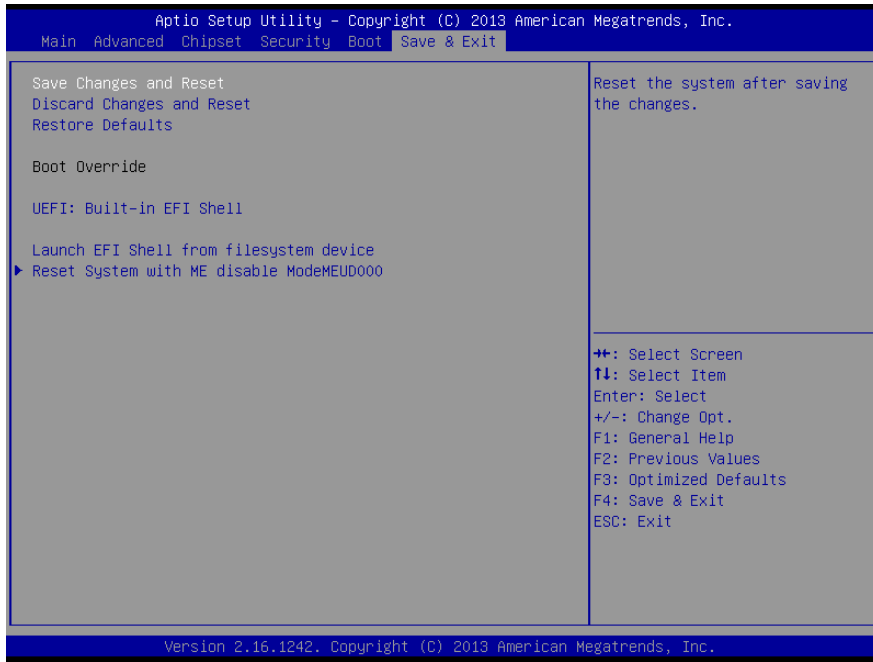 Aptio Setup Utility – Copyright (C) 2013 American Megatrends, Inc.
Main Advanced Chipset Security Boot Save & Exit
Save Changes and Reset
Discard Changes and Reset
Restore Defaults
Boot Override
UEFI: Built-in EFI Shell
Launch EFI Shell from filesystem device
Reset System with ME disable ModeMEUD000
Reset the system after saving
the changes.
→←: Select Screen
↑↓: Select Item
Enter: Select
+/-: Change Opt.
F1: General Help
F2: Previous Values
F3: Optimized Defaults
F4: Save & Exit
ESC: Exit
Version 2.16.1242. Copyright (C) 2013 American Megatrends, Inc.